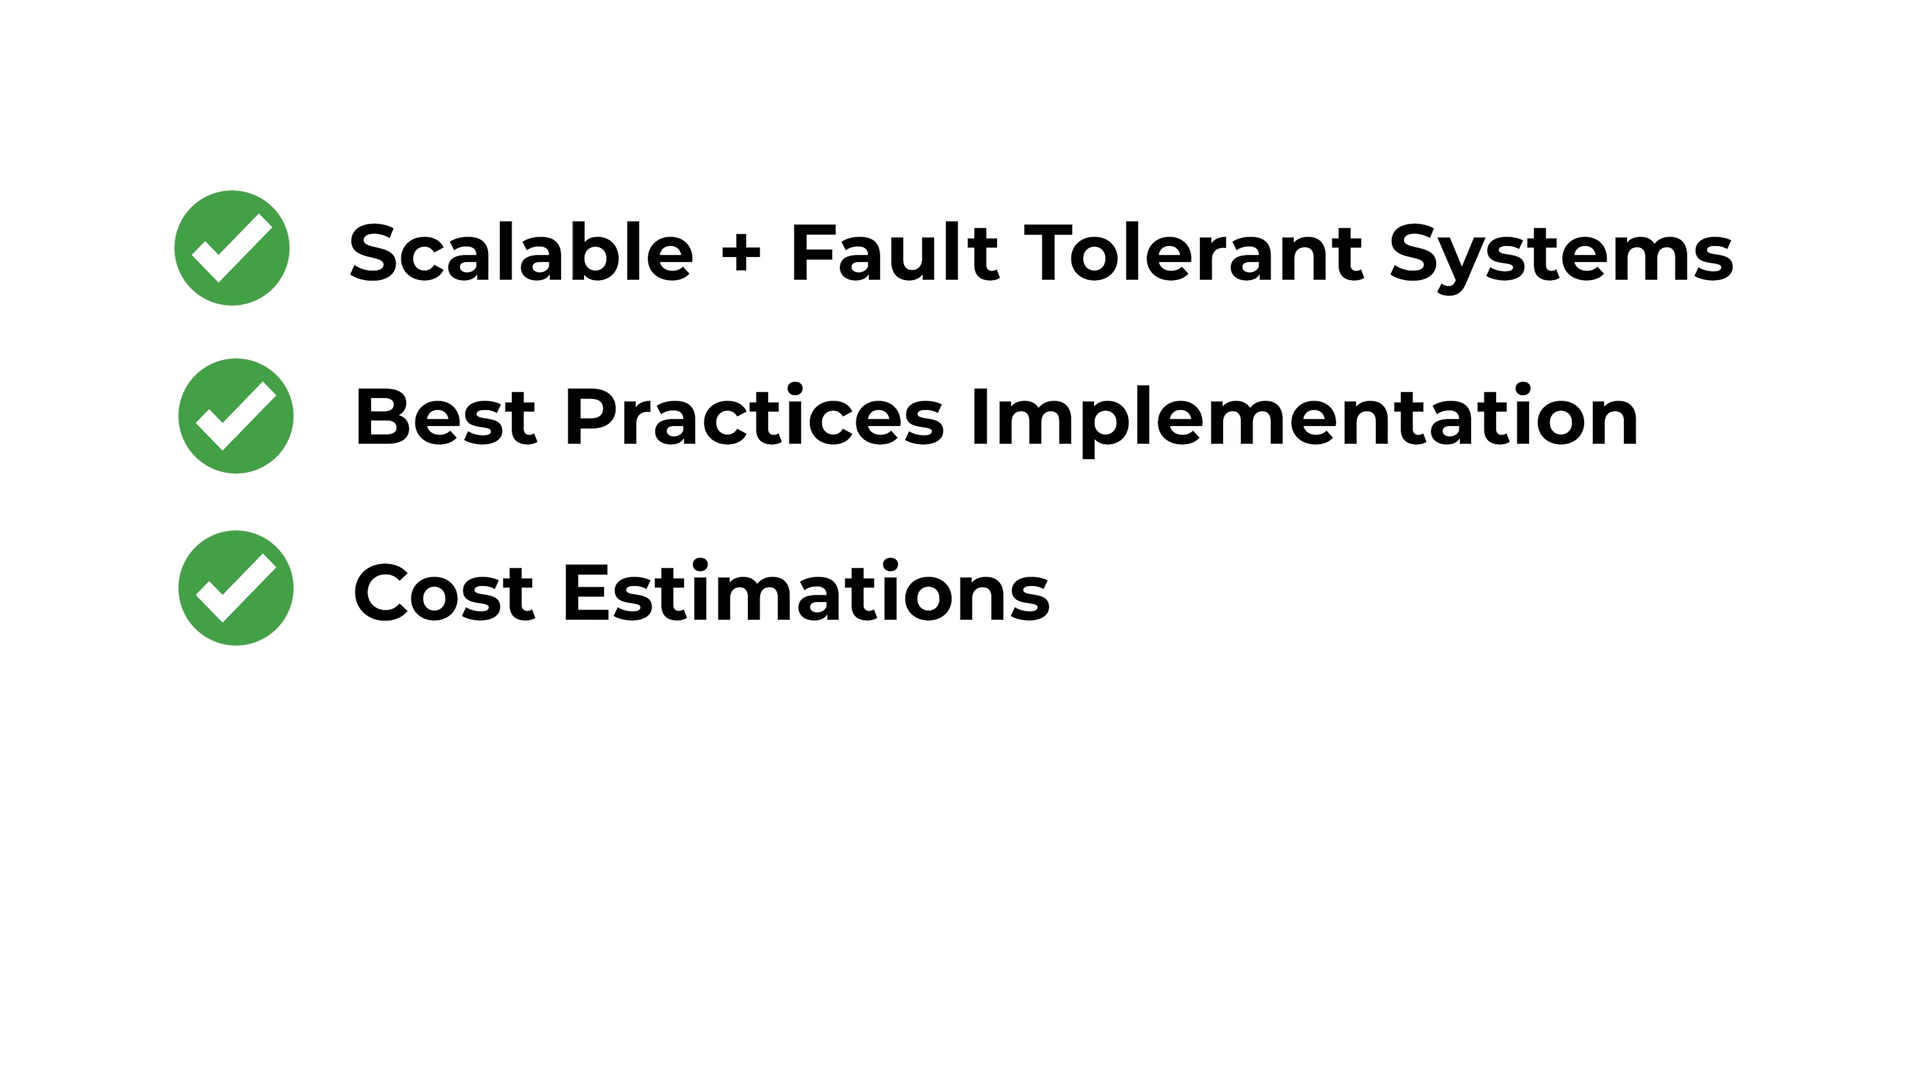 Scalable + Fault Tolerant Systems
Best Practices Implementation
Cost Estimations